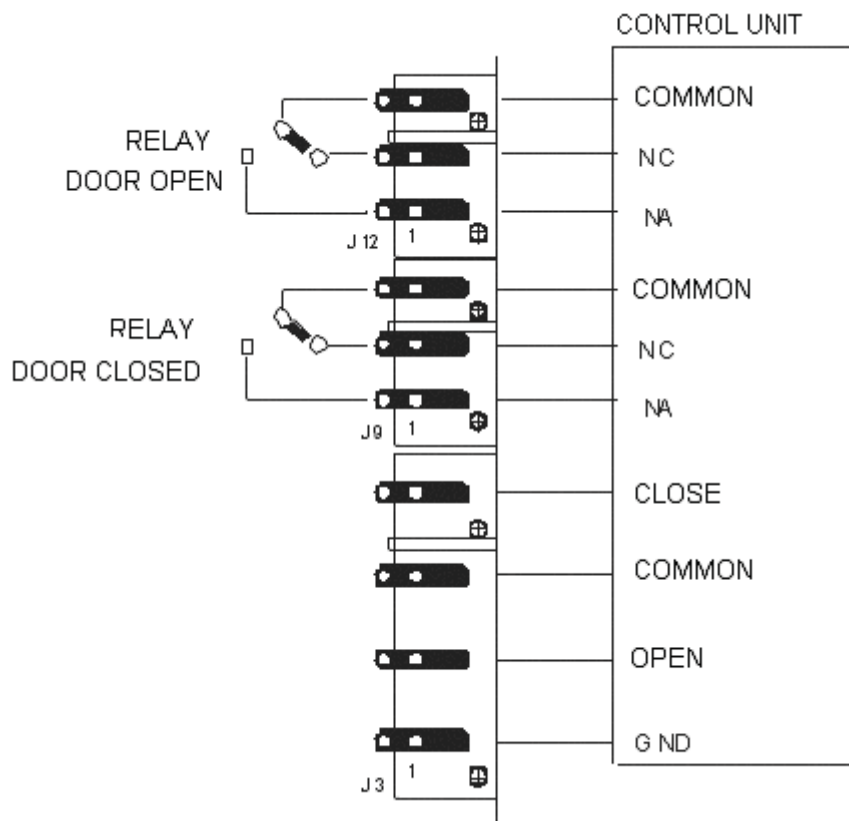 CONTROL UNIT
COMMON
RELAY
DOOR OPEN
NC
NA
J 12
1
COMMON
RELAY
DOOR CLOSED
NC
NA
J9
1
CLOSE
COMMON
OPEN
GND
J3
1